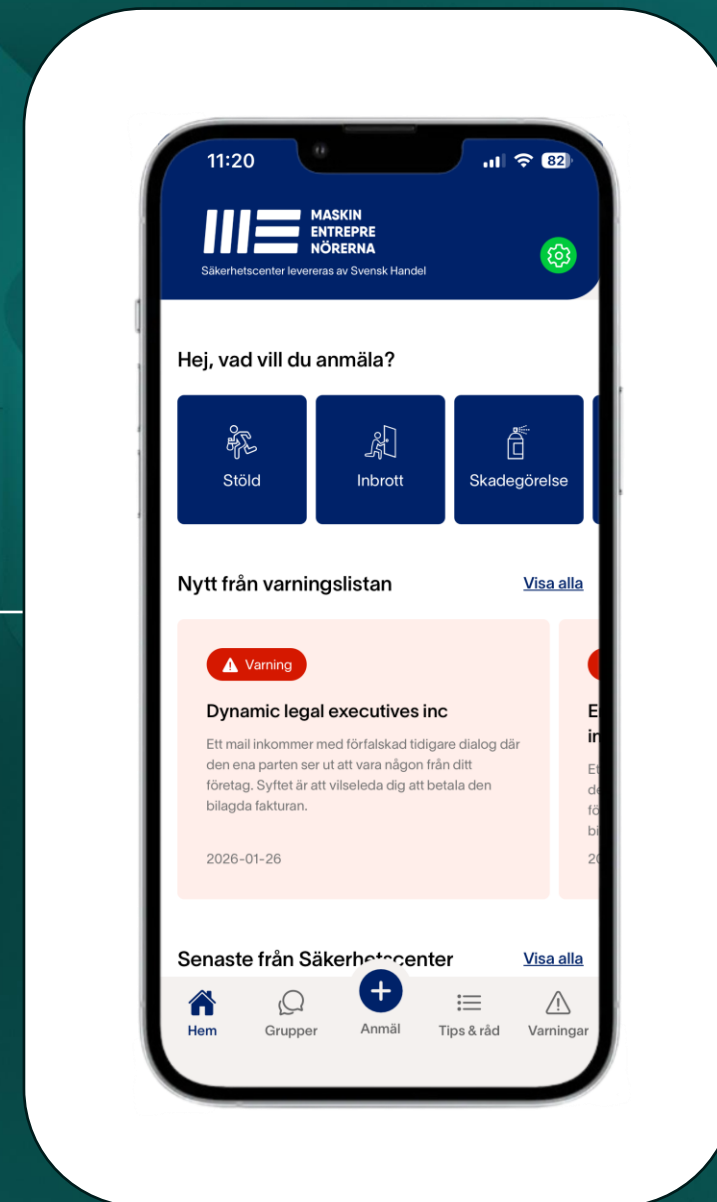 11:20
82
MASKIN
ENTREPRE
NÖRERNA
Säkerhetscenter levereras av Svensk Handel
Hej, vad vill du anmäla?
Stöld
Inbrott
Skadegörelse
Nytt från varningslistan
Visa alla
Varning
Dynamic legal executives inc
Ett mail inkommer med förfalskad tidigare dialog där
den ena parten ser ut att vara någon från ditt
företag. Syftet är att vilseleda dig att betala den
bilagda fakturan.
2026-01-26
Senaste från Säkerhetscenter
Visa alla
Hem
Grupper
Anmäl
Tips & råd
Varningar